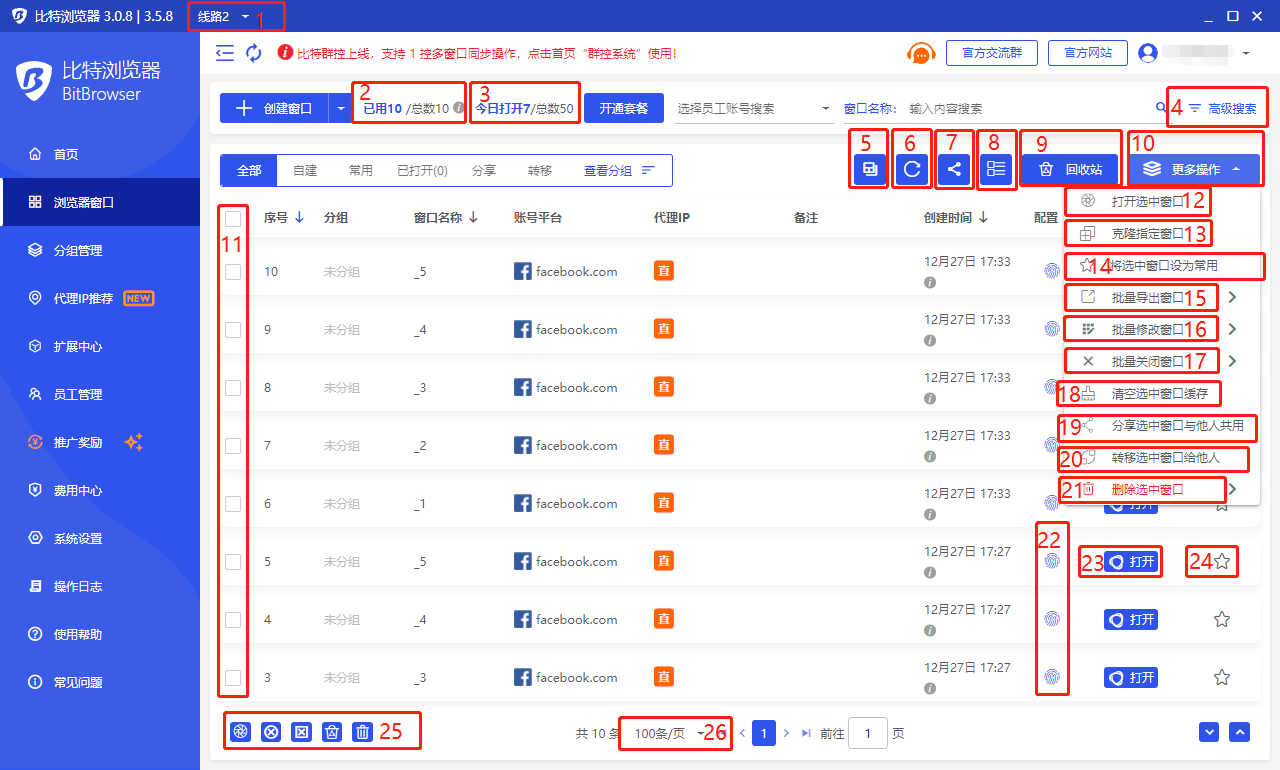 比特浏览器 3.0.8 | 3.5.8 线路2 1
比特浏览器
BitBrowser
首页
浏览器窗口
分组管理
代理IP推荐 NEW
扩展中心
员工管理
推广奖励
费用中心
系统设置
操作日志
使用帮助
常见问题
比特群控上线，支持 1 控多窗口同步操作，点击首页“群控系统”使用！ 官方交流群 官方网站
创建窗口 2 已用10 /总数10 3 今日打开7/总数50 开通套餐 选择员工账号搜索 窗口名称： 输入内容搜索 4 高级搜索
全部 自建 常用 已打开(0) 分享 转移 查看分组 5 6 7 8 9 回收站 10 更多操作
11 序号 分组 窗口名称 账号平台 代理IP 备注 创建时间 配置
10 未分组 _5 facebook.com 直 12月27日 17:33
9 未分组 _4 facebook.com 直 12月27日 17:33
8 未分组 _3 facebook.com 直 12月27日 17:33
7 未分组 _2 facebook.com 直 12月27日 17:33
6 未分组 _1 facebook.com 直 12月27日 17:33
5 未分组 _5 facebook.com 直 12月27日 17:27 22 23 打开 24
4 未分组 _4 facebook.com 直 12月27日 17:27 打开
3 未分组 _3 facebook.com 直 12月27日 17:27 打开
打开选中窗口 12
克隆指定窗口 13
14 将选中窗口设为常用
批量导出窗口 15
批量修改窗口 16
批量关闭窗口 17
18 清空选中窗口缓存
19 分享选中窗口与他人共用
20 转移选中窗口给他人
21 删除选中窗口
25 共 10 条 100条/页 26 1 前往 1 页